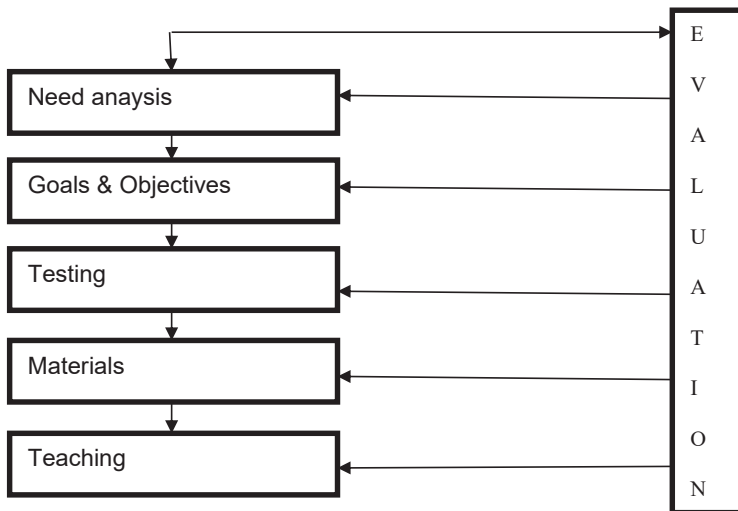 Need anaysis
Goals & Objectives
Testing
Materials
Teaching
E
V
A
L
U
A
T
I
O
N